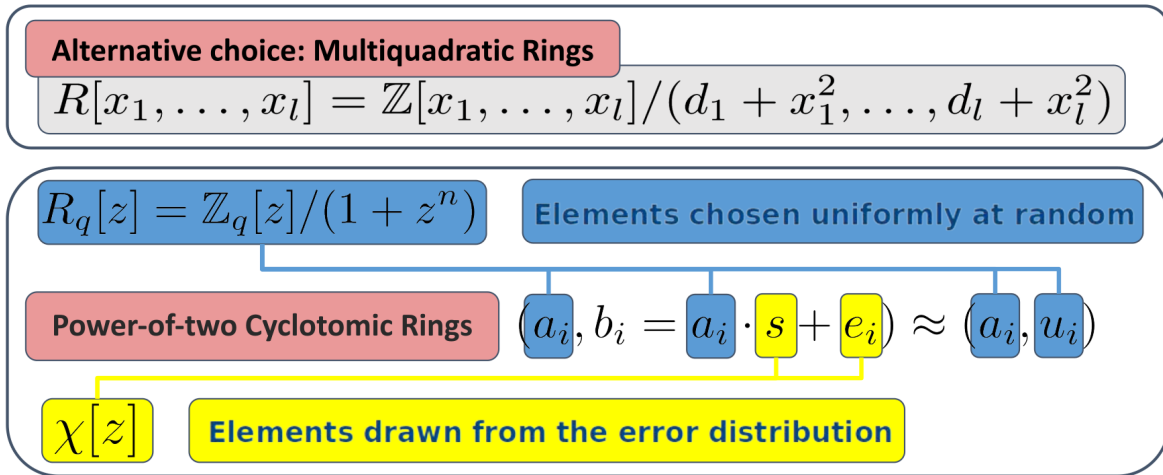 Alternative choice: Multiquadratic Rings
R[x_1, . . . , x_l] = ℤ[x_1, . . . , x_l]/(d_1 + x_1^2, . . . , d_l + x_l^2)
R_q[z] = ℤ_q[z]/(1 + z^n)
Elements chosen uniformly at random
Power-of-two Cyclotomic Rings
(a_i, b_i = a_i · s + e_i) ≈ (a_i, u_i)
χ[z]
Elements drawn from the error distribution